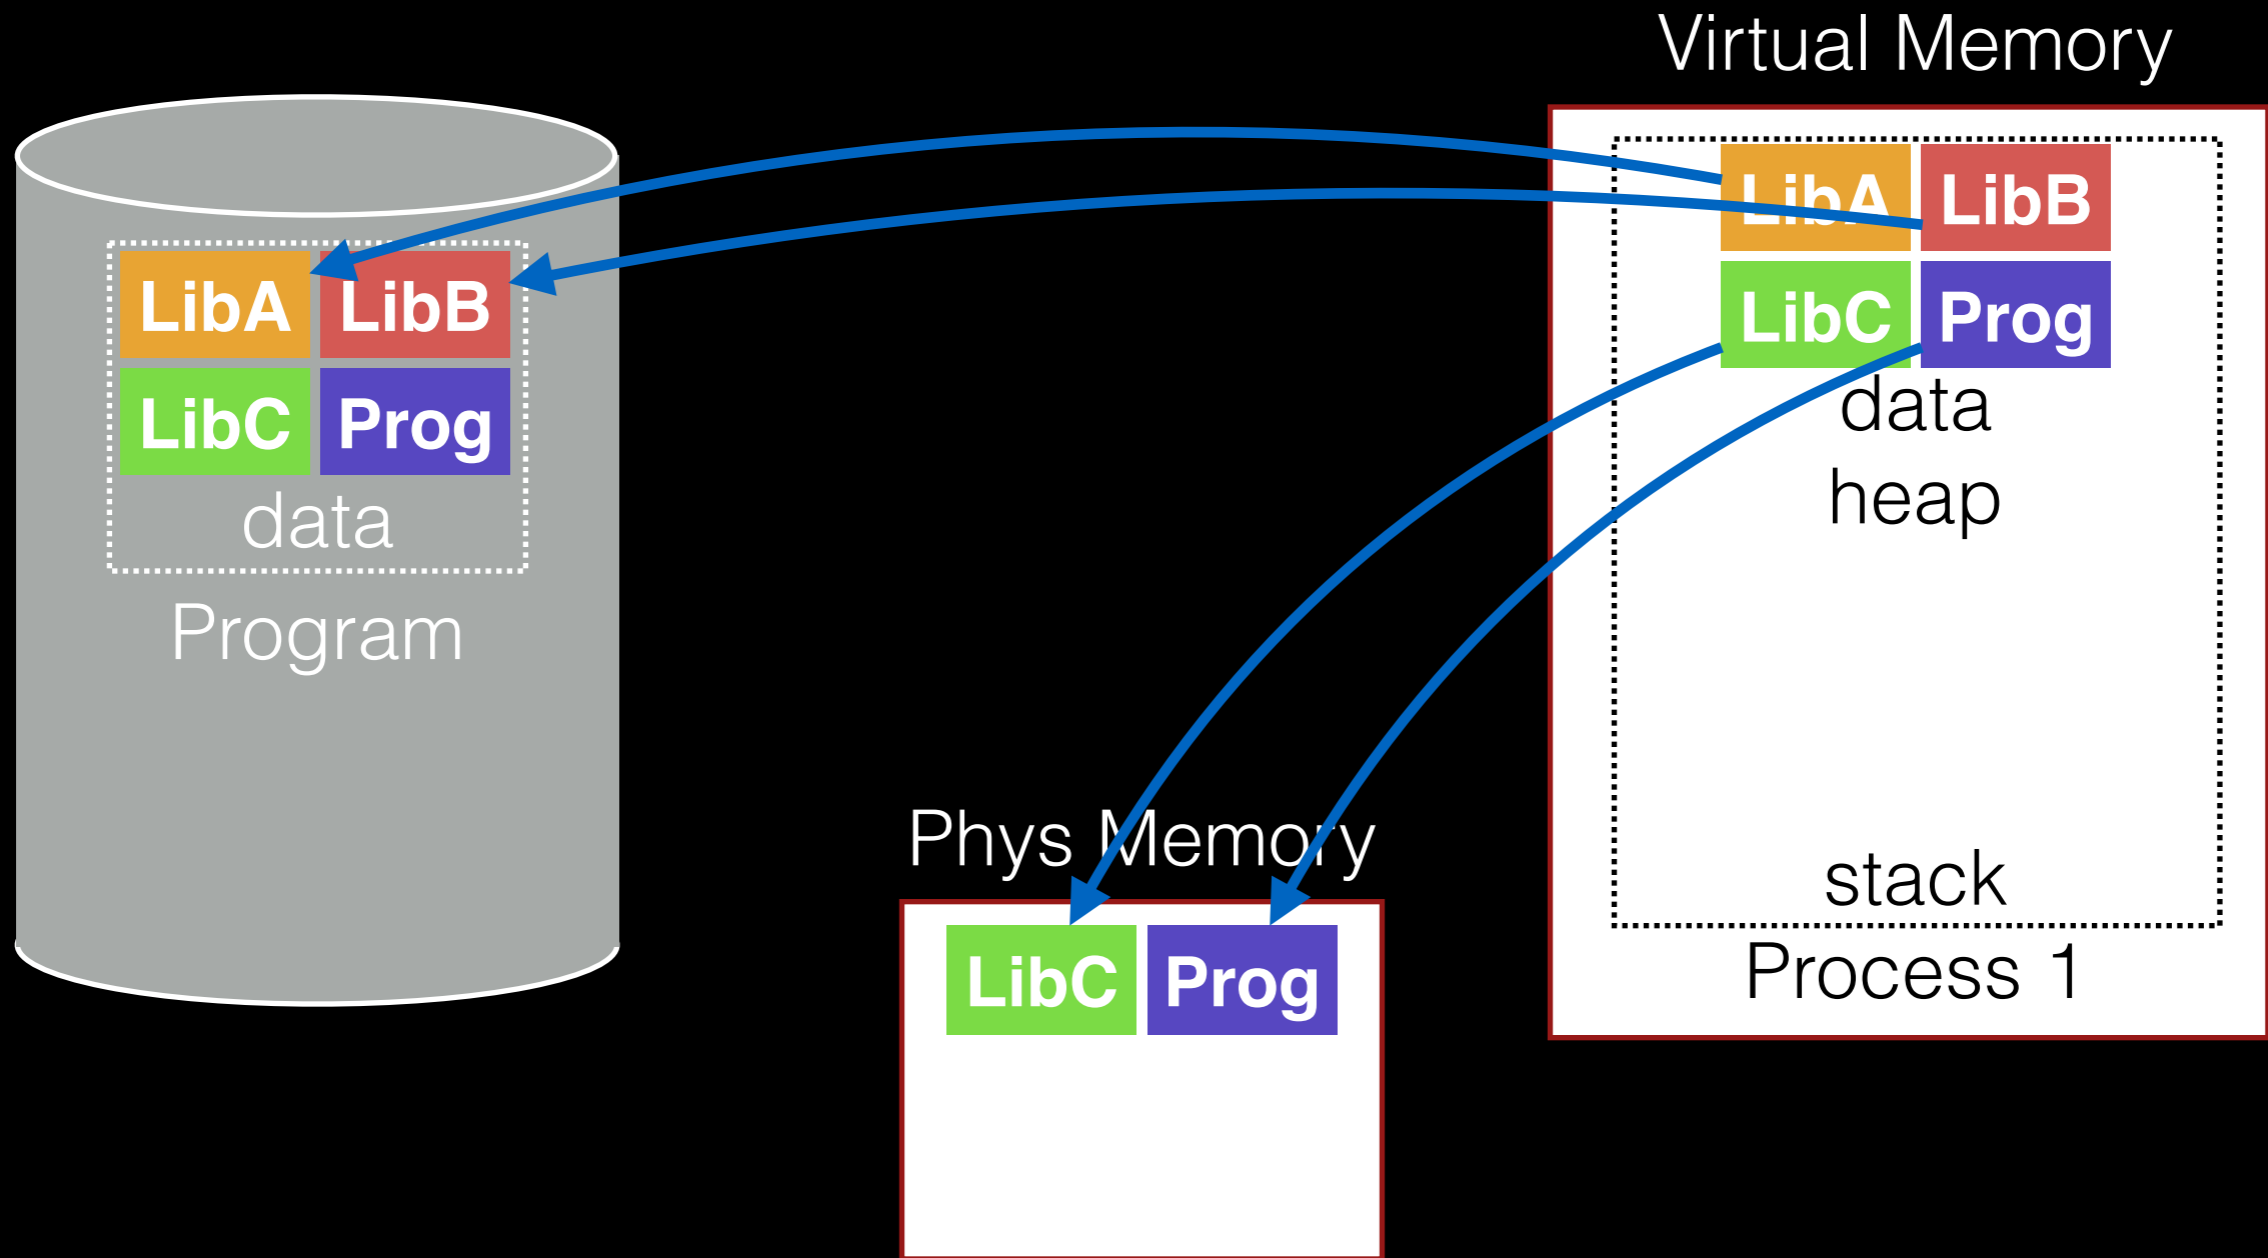 Virtual Memory
LibA LibB
LibC Prog
data
Program
LibA LibB
LibC Prog
data
heap
stack
Process 1
Phys Memory
LibC Prog